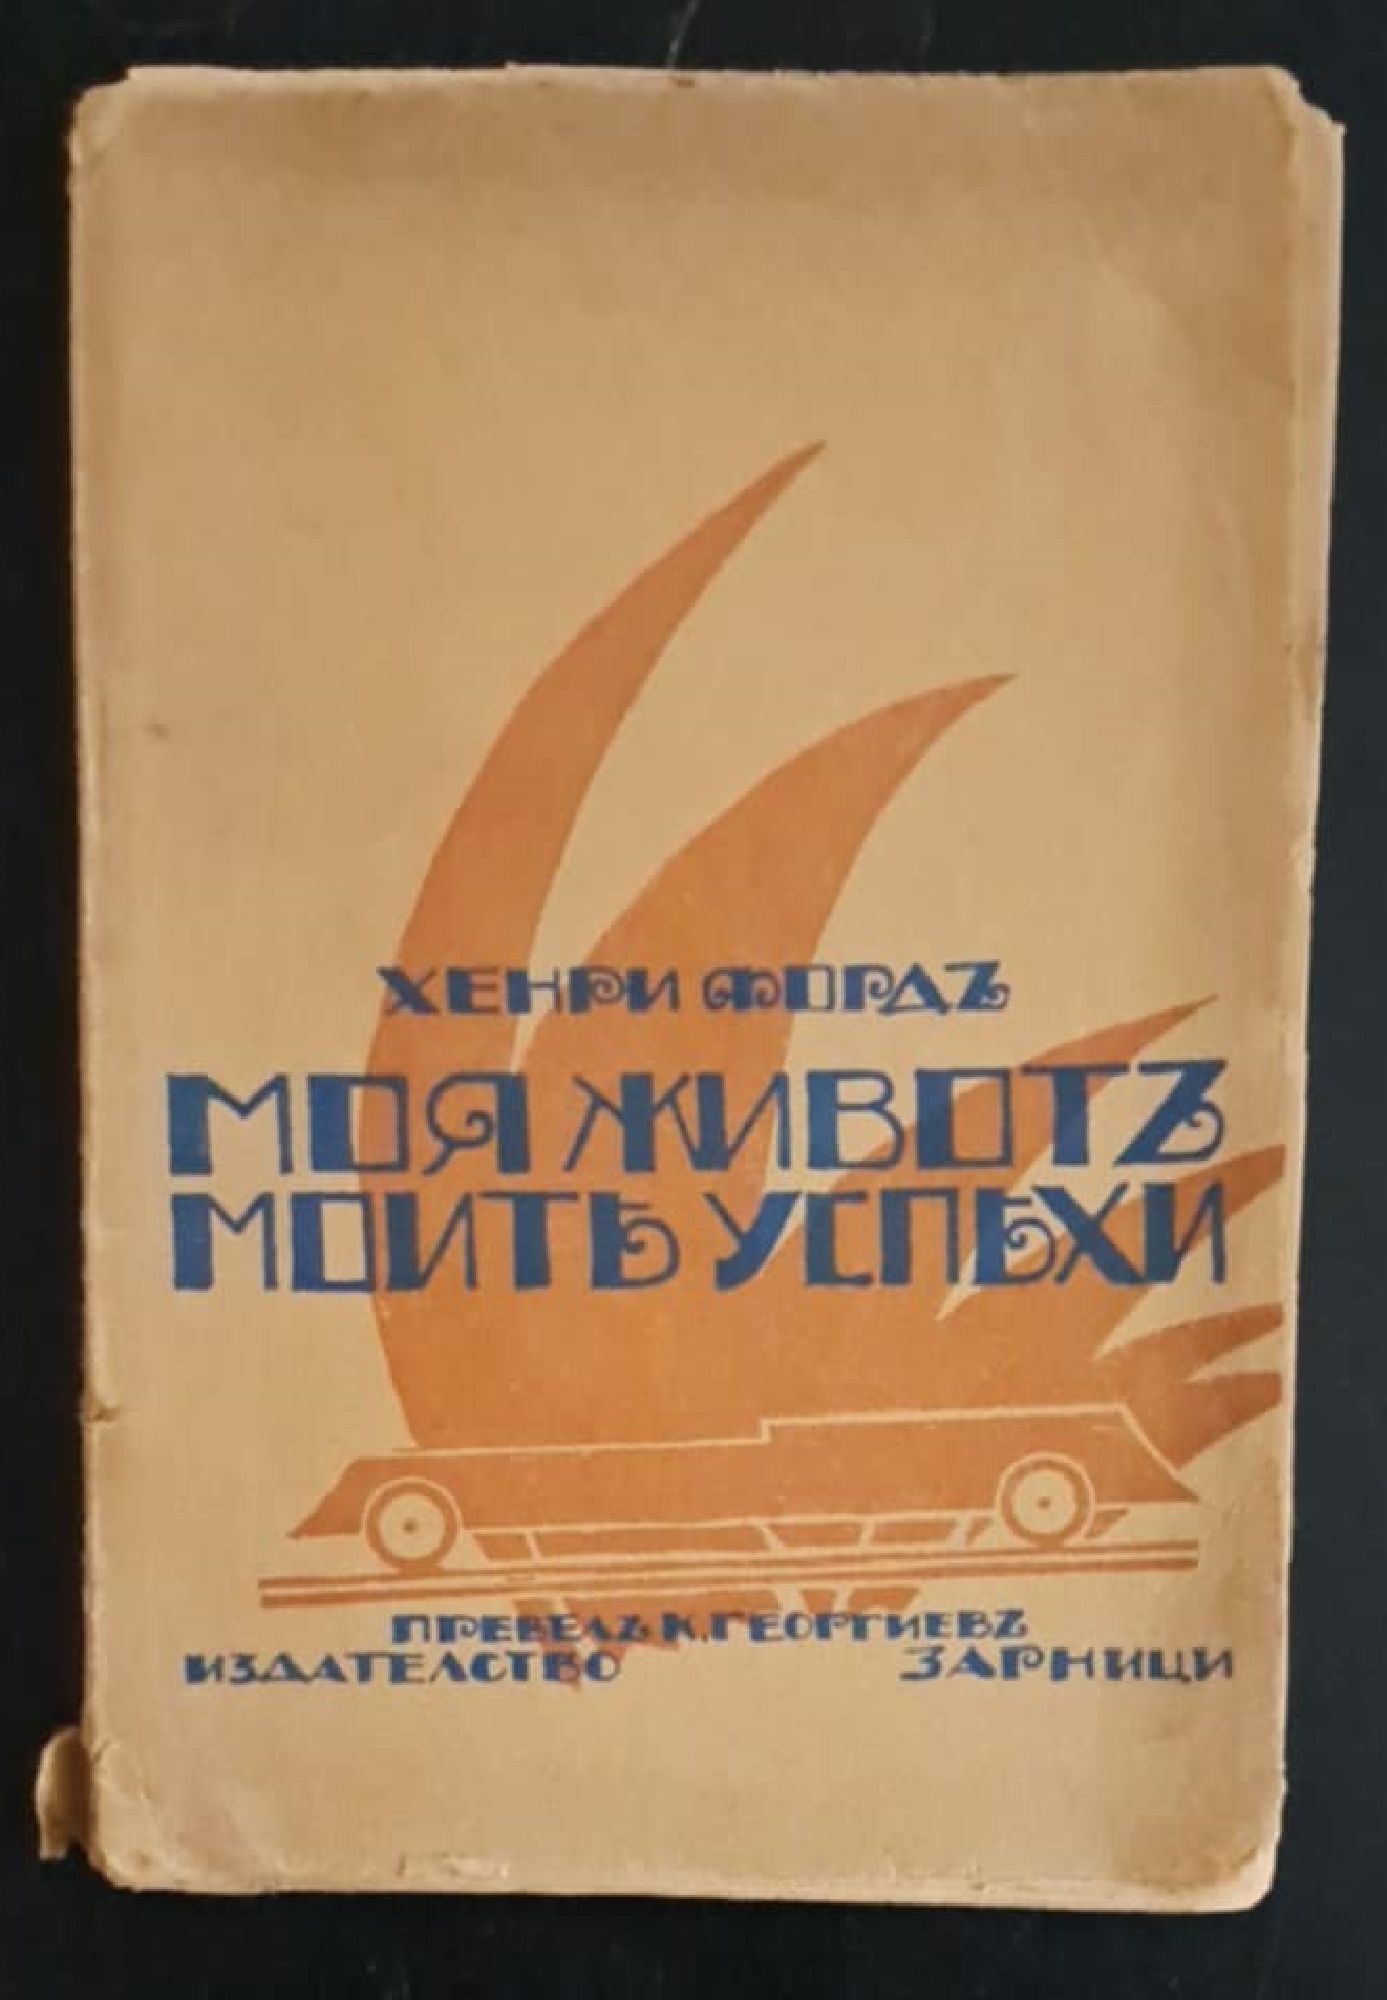 ХЕНРИ ФОРДЪ
МОЯ ЖИВОТЪ
МОИТѢ УСПѢХИ
ПРЕВЕЛЪ К. ГЕОРГИЕВЪ
ИЗДАТЕЛСТВО ЗАРНИЦИ